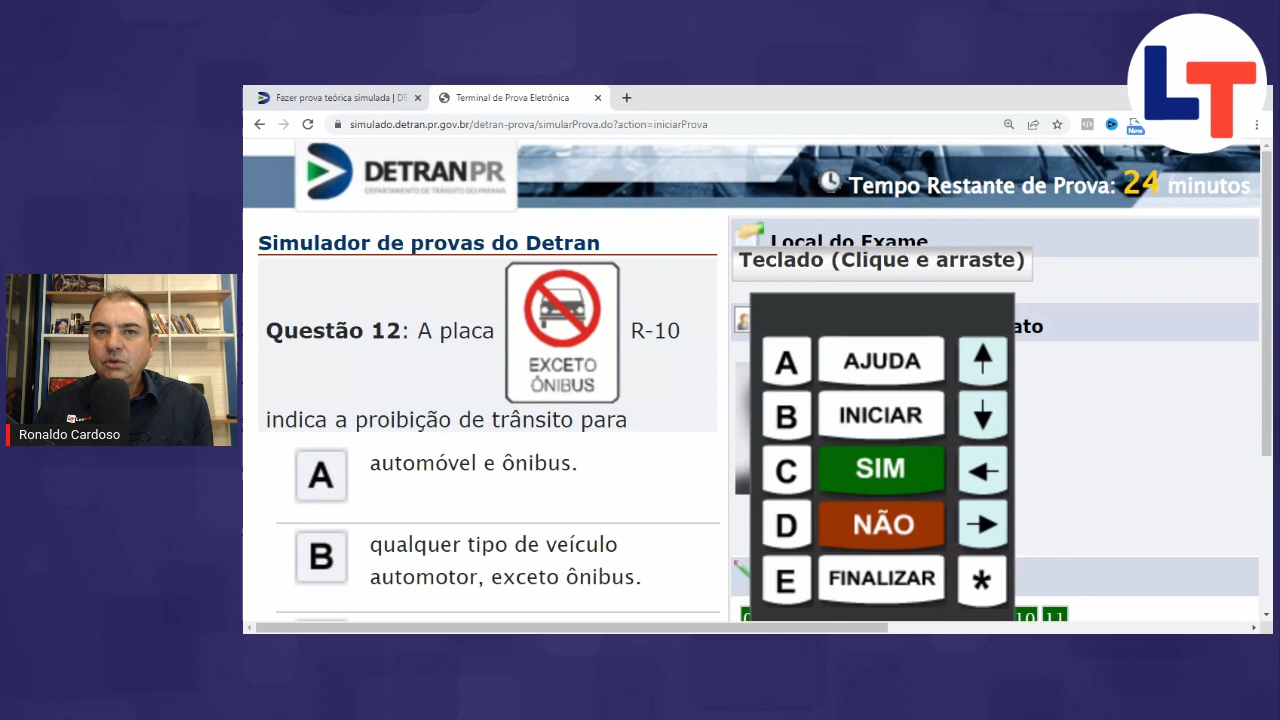 LT
Fazer prova teórica simulada | DE
Terminal de Prova Eletrônica
simulado.detran.pr.gov.br/detran-prova/simularProva.do?action=iniciarProva
New
DETRAN PR
DEPARTAMENTO DE TRÂNSITO DO PARANÁ
Tempo Restante de Prova: 24 minutos
Simulador de provas do Detran
Local do Exame
Teclado (Clique e arraste)
Questão 12: A placa
EXCETO
ÔNIBUS
R-10
indica a proibição de trânsito para
A automóvel e ônibus.
B qualquer tipo de veículo
automotor, exceto ônibus.
A AJUDA
B INICIAR
C SIM
D NÃO
E FINALIZAR *
10 11
Ronaldo Cardoso